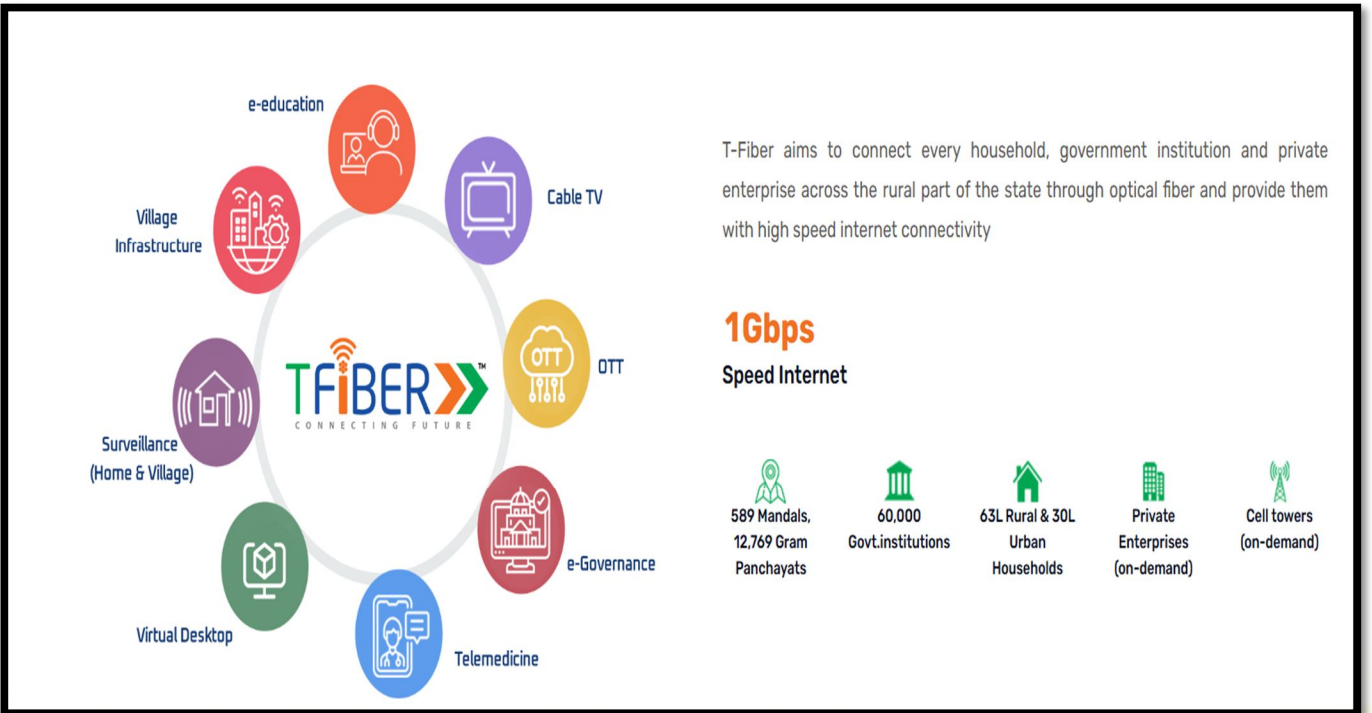 e-education
Cable TV
Village
Infrastructure
OTT
OTT
TFiBER™
CONNECTING FUTURE
Surveillance
(Home & Village)
e-Governance
Virtual Desktop
Telemedicine
T-Fiber aims to connect every household, government institution and private
enterprise across the rural part of the state through optical fiber and provide them
with high speed internet connectivity
1Gbps
Speed Internet
589 Mandals,
12,769 Gram
Panchayats
60,000
Govt.institutions
63L Rural & 30L
Urban
Households
Private
Enterprises
(on-demand)
Cell towers
(on-demand)